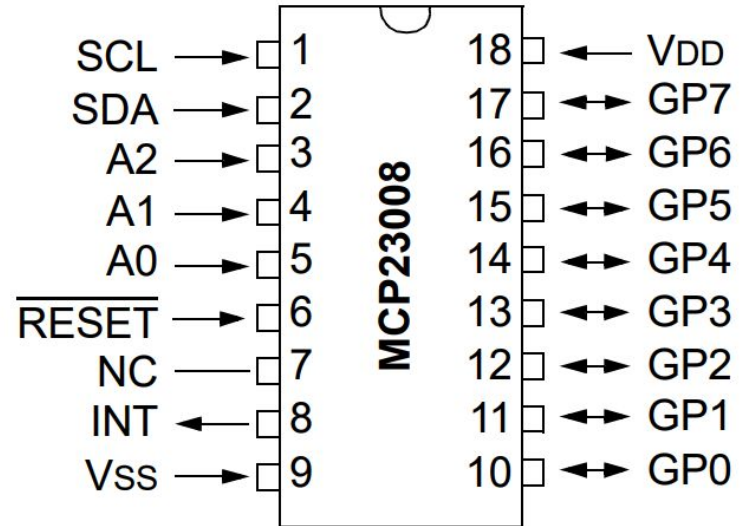 SCL 1 18 VDD
SDA 2 17 GP7
A2 3 16 GP6
A1 4 15 GP5
A0 5 14 GP4
RESET 6 13 GP3
NC 7 12 GP2
INT 8 11 GP1
VSS 9 10 GP0
MCP23008